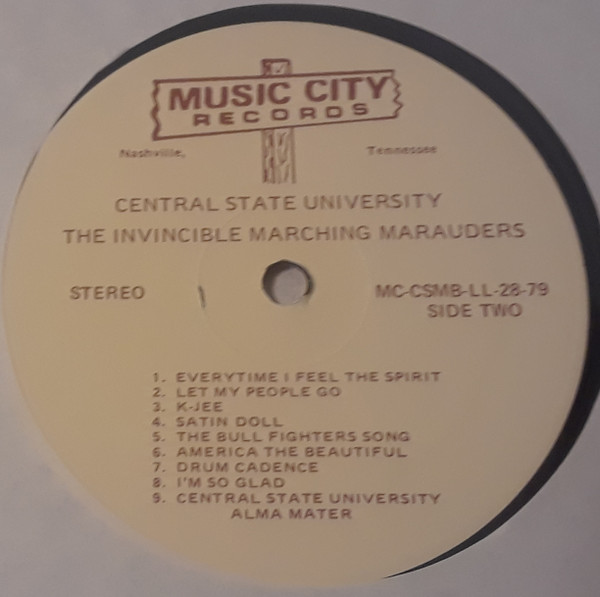 MUSIC CITY
RECORDS
Nashville, Tennessee
CENTRAL STATE UNIVERSITY
THE INVINCIBLE MARCHING MARAUDERS
STEREO MC-CSMB-LL-28-79
SIDE TWO
1. EVERYTIME I FEEL THE SPIRIT
2. LET MY PEOPLE GO
3. K-JEE
4. SATIN DOLL
5. THE BULL FIGHTERS SONG
6. AMERICA THE BEAUTIFUL
7. DRUM CADENCE
8. I'M SO GLAD
9. CENTRAL STATE UNIVERSITY
ALMA MATER